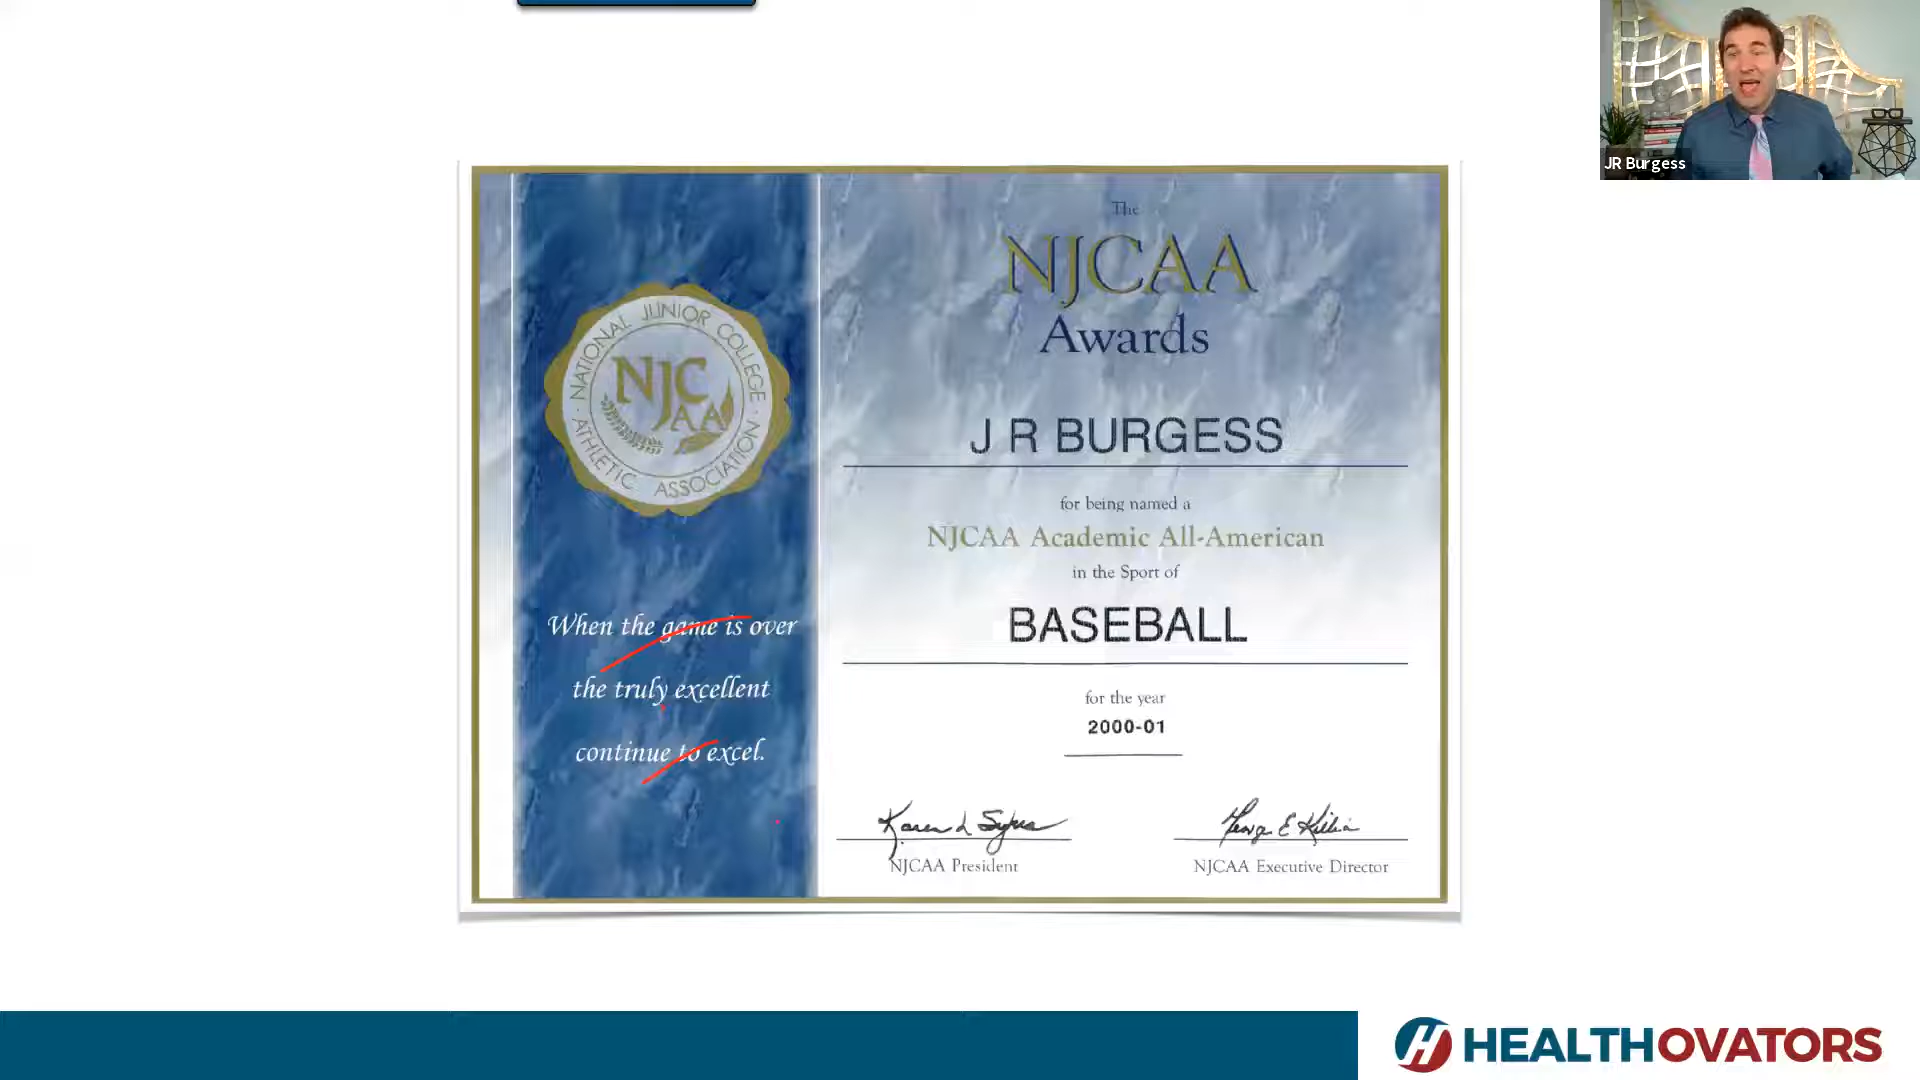 JR Burgess
The
NJCAA
Awards
J R BURGESS
for being named a
NJCAA Academic All-American
in the Sport of
BASEBALL
for the year
2000-01
NJCAA President
NJCAA Executive Director
NATIONAL JUNIOR COLLEGE
ATHLETIC ASSOCIATION
NJC
AA
When the game is over
the truly excellent
continue to excel.
HEALTHOVATORS